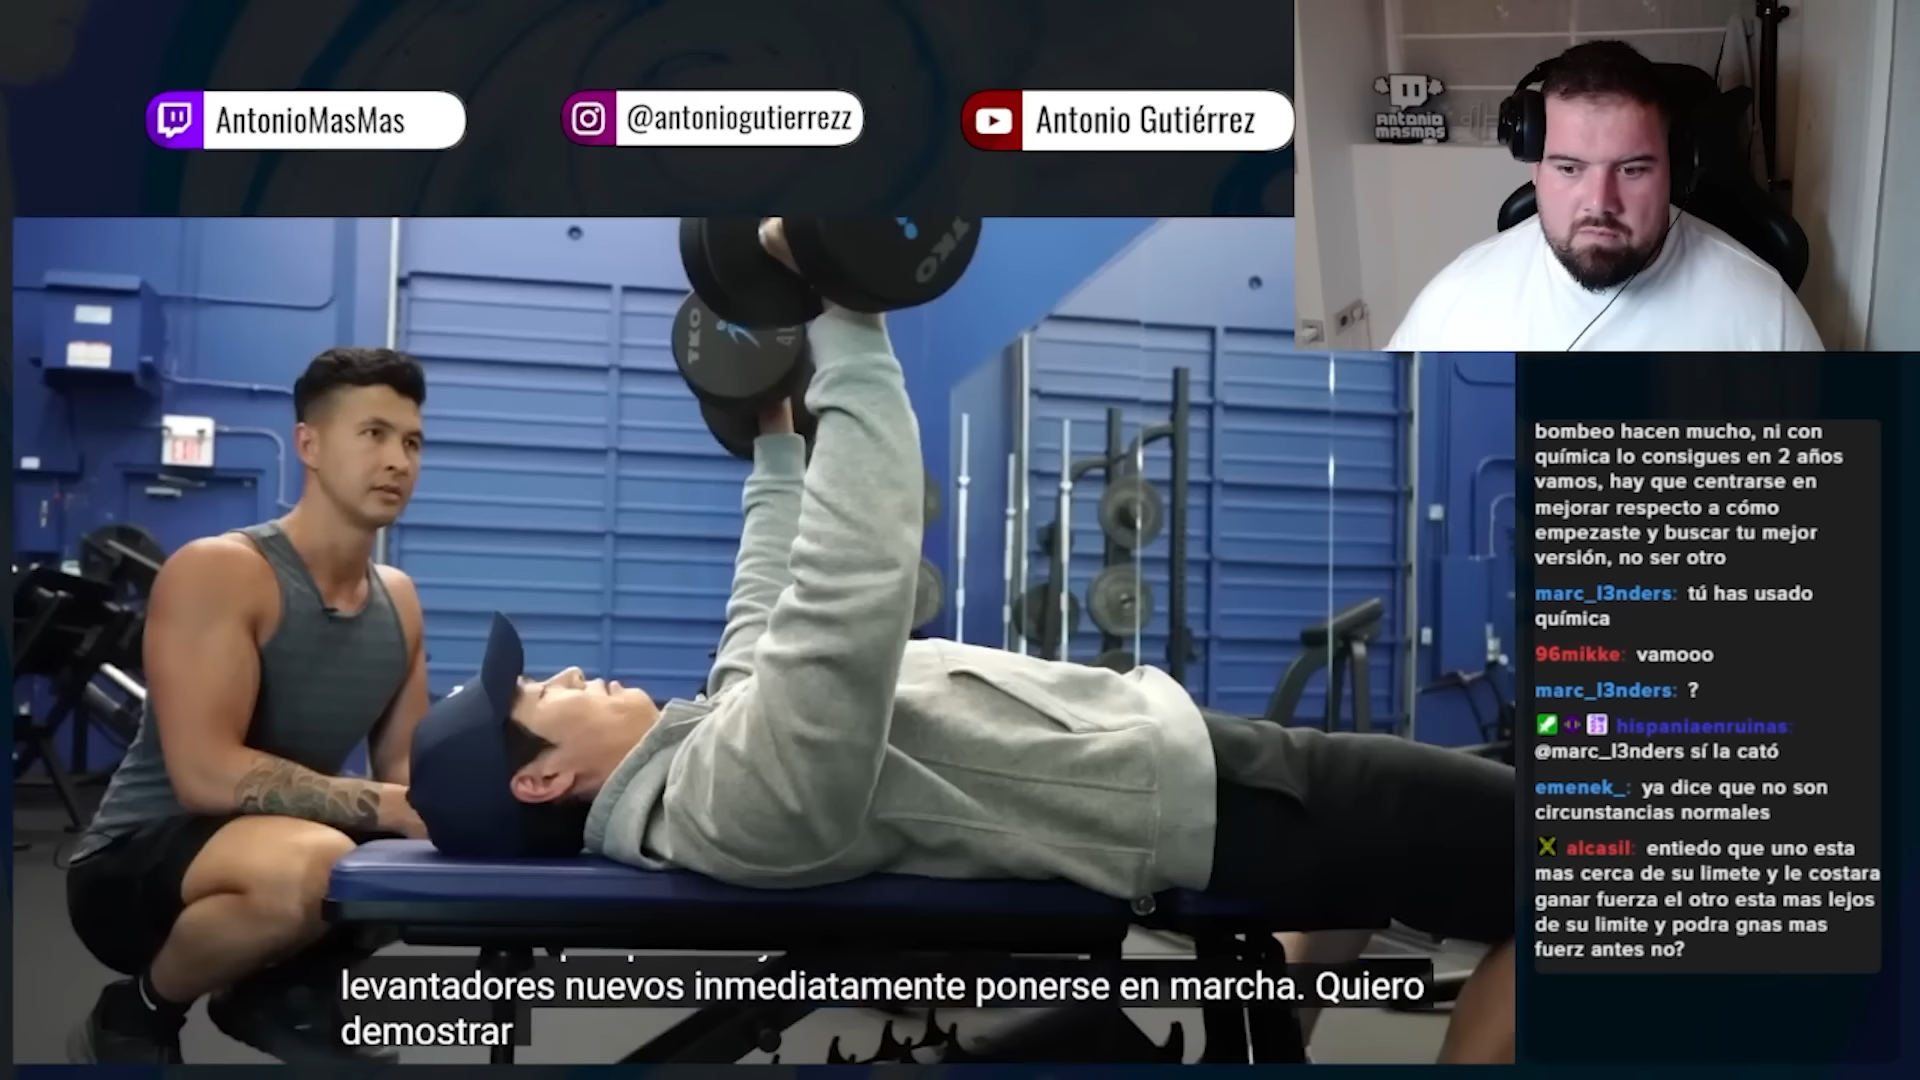 AntonioMasMas
@antoniogutierrezz
Antonio Gutiérrez
antonio
masmas
TKO
TKO
EXIT
levantadores nuevos inmediatamente ponerse en marcha. Quiero
demostrar
bombeo hacen mucho, ni con
química lo consigues en 2 años
vamos, hay que centrarse en
mejorar respecto a cómo
empezaste y buscar tu mejor
versión, no ser otro
marc_l3nders: tú has usado
química
96mikke: vamooo
marc_l3nders: ?
hispaniaenruinas:
@marc_l3nders sí la cató
emenek_: ya dice que no son
circunstancias normales
alcasil: entiedo que uno esta
mas cerca de su limete y le costara
ganar fuerza el otro esta mas lejos
de su limite y podra gnas mas
fuerz antes no?